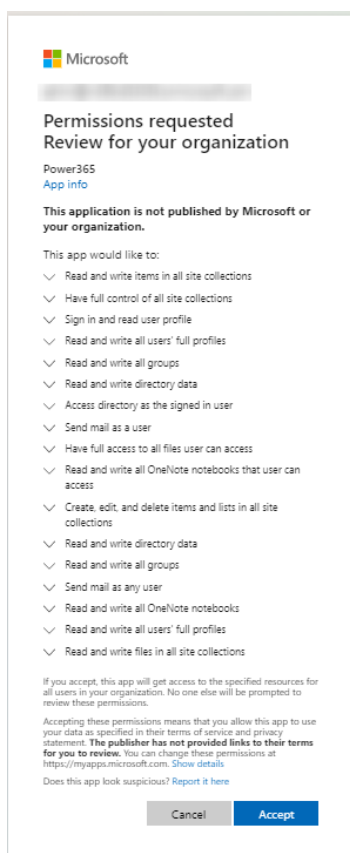 Microsoft
Permissions requested
Review for your organization
Power365
App info
This application is not published by Microsoft or
your organization.
This app would like to:
Read and write items in all site collections
Have full control of all site collections
Sign in and read user profile
Read and write all users' full profiles
Read and write all groups
Read and write directory data
Access directory as the signed in user
Send mail as a user
Have full access to all files user can access
Read and write all OneNote notebooks that user can
access
Create, edit, and delete items and lists in all site
collections
Read and write directory data
Read and write all groups
Send mail as any user
Read and write all OneNote notebooks
Read and write all users' full profiles
Read and write files in all site collections
If you accept, this app will get access to the specified resources for
all users in your organization. No one else will be prompted to
review these permissions.
Accepting these permissions means that you allow this app to use
your data as specified in their terms of service and privacy
statement. The publisher has not provided links to their terms
for you to review. You can change these permissions at
https://myapps.microsoft.com. Show details
Does this app look suspicious? Report it here
Cancel Accept